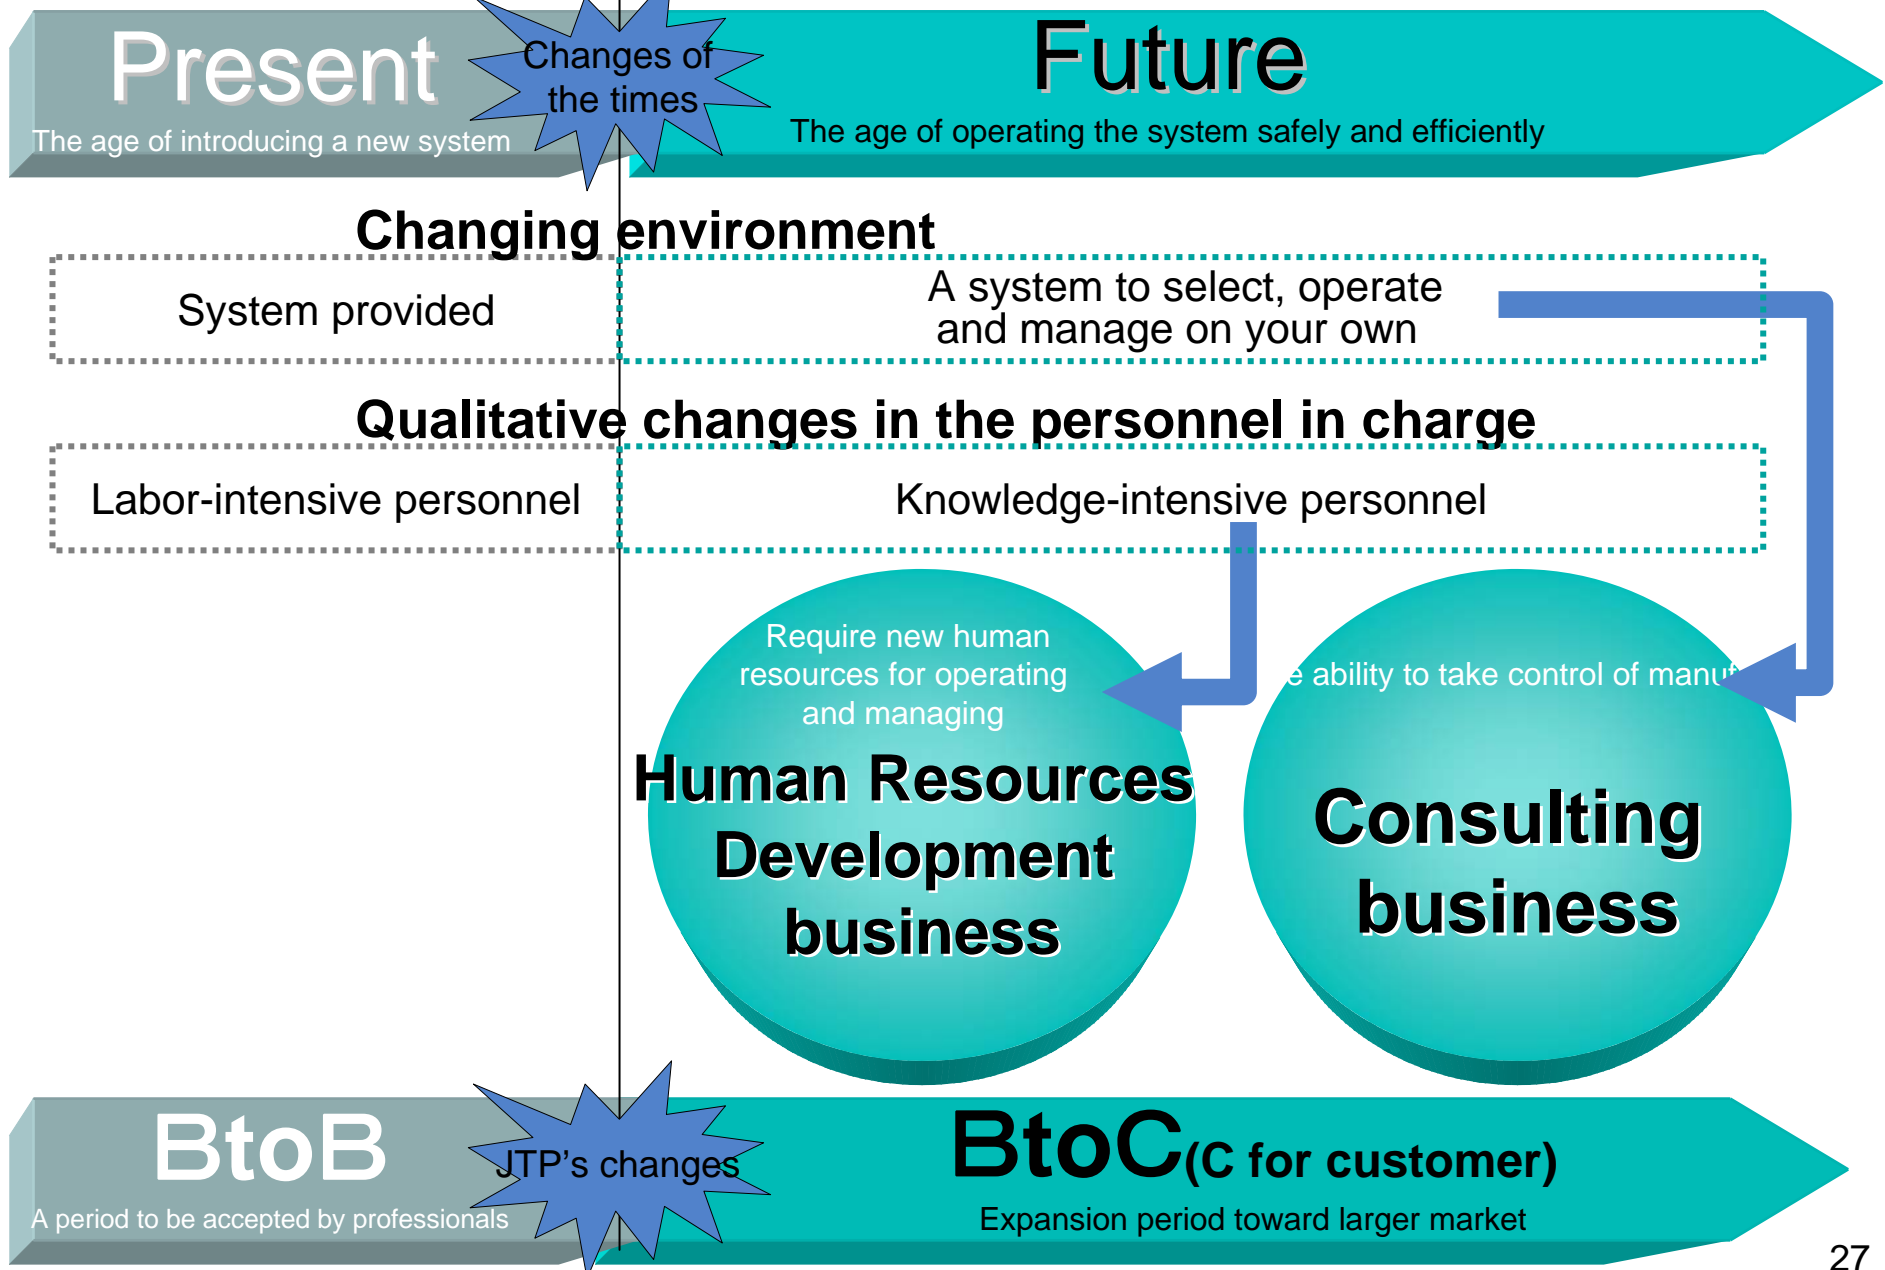 Present
Changes of
the times
Future
The age of introducing a new system
The age of operating the system safely and efficiently
Changing environment
System provided
A system to select, operate
and manage on your own
Qualitative changes in the personnel in charge
Labor-intensive personnel
Knowledge-intensive personnel
Require new human
resources for operating
and managing
Human Resources
Development
business
ability to take control of
Consulting
business
BtoB
JTP's changes
BtoC(C for customer)
A period to be accepted by professionals
Expansion period toward larger market
27